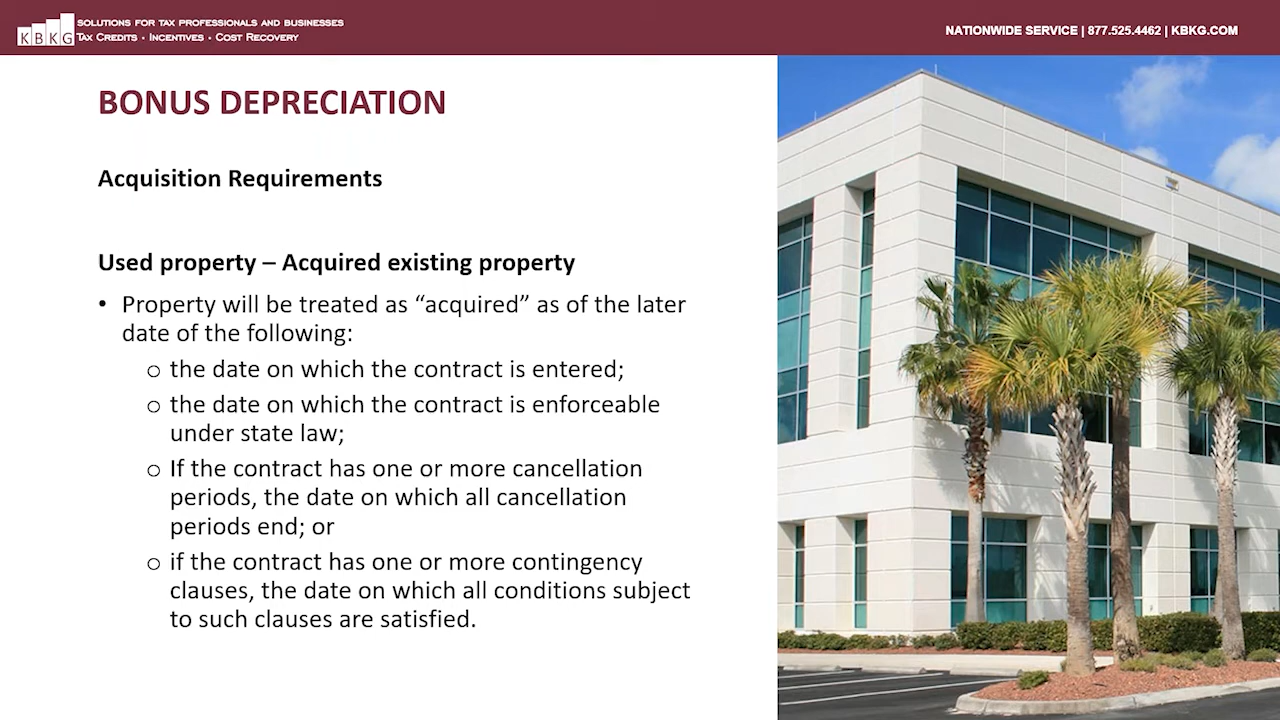 KBKG
SOLUTIONS FOR TAX PROFESSIONALS AND BUSINESSES
TAX CREDITS · INCENTIVES · COST RECOVERY
NATIONWIDE SERVICE | 877.525.4462 | KBKG.COM
BONUS DEPRECIATION
Acquisition Requirements
Used property – Acquired existing property
• Property will be treated as “acquired” as of the later
date of the following:
o the date on which the contract is entered;
o the date on which the contract is enforceable
under state law;
o If the contract has one or more cancellation
periods, the date on which all cancellation
periods end; or
o if the contract has one or more contingency
clauses, the date on which all conditions subject
to such clauses are satisfied.